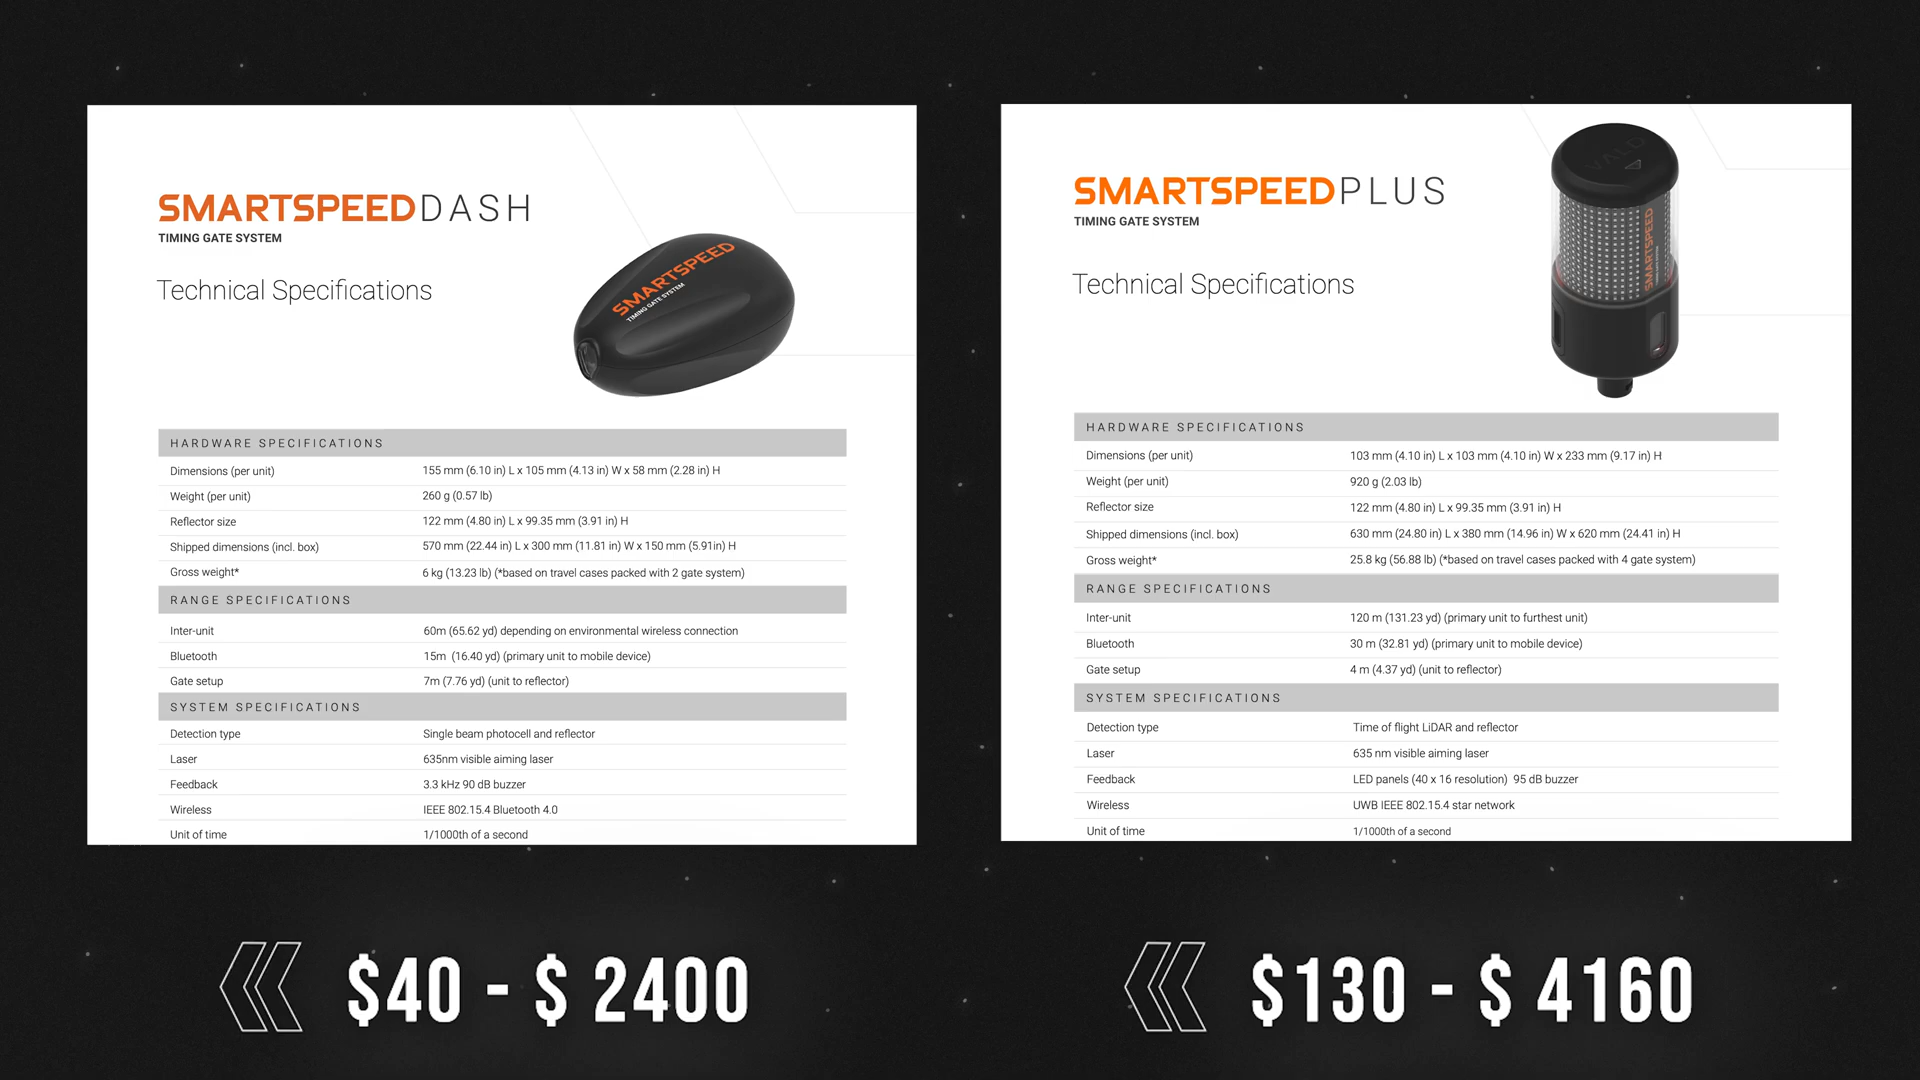 SMARTSPEEDDASH
TIMING GATE SYSTEM
Technical Specifications
SMARTSPEED
TIMING GATE SYSTEM
HARDWARE SPECIFICATIONS
Dimensions (per unit) 155 mm (6.10 in) L x 105 mm (4.13 in) W x 58 mm (2.28 in) H
Weight (per unit) 260 g (0.57 lb)
Reflector size 122 mm (4.80 in) L x 99.35 mm (3.91 in) H
Shipped dimensions (incl. box) 570 mm (22.44 in) L x 300 mm (11.81 in) W x 150 mm (5.91in) H
Gross weight* 6 kg (13.23 lb) (*based on travel cases packed with 2 gate system)
RANGE SPECIFICATIONS
Inter-unit 60m (65.62 yd) depending on environmental wireless connection
Bluetooth 15m (16.40 yd) (primary unit to mobile device)
Gate setup 7m (7.76 yd) (unit to reflector)
SYSTEM SPECIFICATIONS
Detection type Single beam photocell and reflector
Laser 635nm visible aiming laser
Feedback 3.3 kHz 90 dB buzzer
Wireless IEEE 802.15.4 Bluetooth 4.0
Unit of time 1/1000th of a second
$40 - $ 2400
SMARTSPEEDPLUS
TIMING GATE SYSTEM
Technical Specifications
VALD
SMARTSPEED
HARDWARE SPECIFICATIONS
Dimensions (per unit) 103 mm (4.10 in) L x 103 mm (4.10 in) W x 233 mm (9.17 in) H
Weight (per unit) 920 g (2.03 lb)
Reflector size 122 mm (4.80 in) L x 99.35 mm (3.91 in) H
Shipped dimensions (incl. box) 630 mm (24.80 in) L x 380 mm (14.96 in) W x 620 mm (24.41 in) H
Gross weight* 25.8 kg (56.88 lb) (*based on travel cases packed with 4 gate system)
RANGE SPECIFICATIONS
Inter-unit 120 m (131.23 yd) (primary unit to furthest unit)
Bluetooth 30 m (32.81 yd) (primary unit to mobile device)
Gate setup 4 m (4.37 yd) (unit to reflector)
SYSTEM SPECIFICATIONS
Detection type Time of flight LiDAR and reflector
Laser 635 nm visible aiming laser
Feedback LED panels (40 x 16 resolution) 95 dB buzzer
Wireless UWB IEEE 802.15.4 star network
Unit of time 1/1000th of a second
$130 - $ 4160